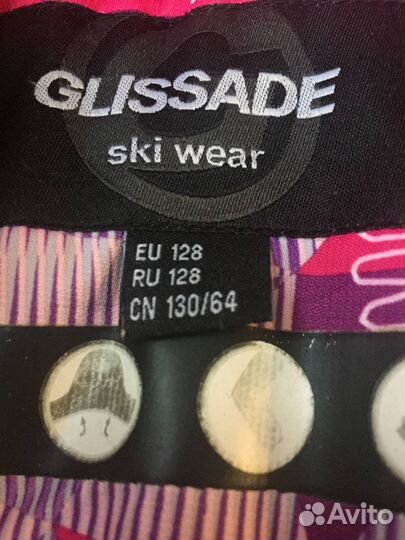 GLISSADE
ski wear
EU 128
RU 128
CN 130/64
Avito